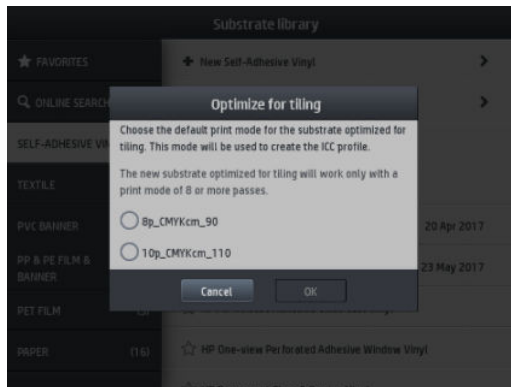 Substrate library
FAVORITES
New Self-Adhesive Vinyl
ONLINE SEARCH
Optimize for tiling
SELF-ADHESIVE VIN
Choose the default print mode for the substrate optimized for
tiling. This mode will be used to create the ICC profile.
The new substrate optimized for tiling will work only with a
print mode of 8 or more passes.
TEXTILE
8p_CMYKcm_90
PVC BANNER
20 Apr 2017
10p_CMYKcm_110
PP & PE FILM &
BANNER
23 May 2017
Cancel
OK
PET FILM
PAPER (16)
HP One-view Perforated Adhesive Window Vinyl